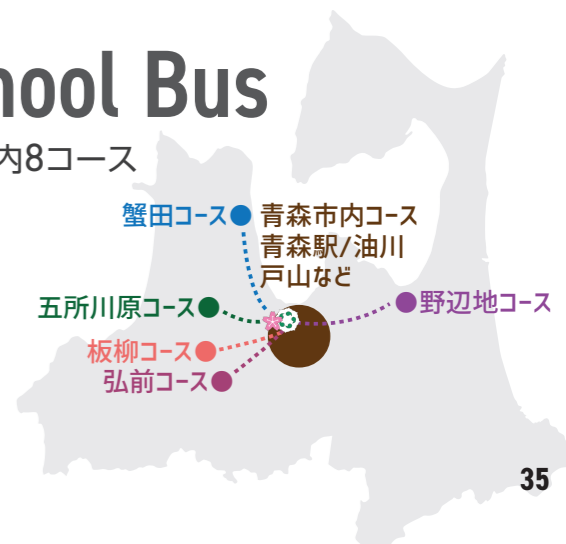 hool Bus
内8コース
蟹田コース
青森市内コース
青森駅/油川
戸山など
五所川原コース
野辺地コース
板柳コース
弘前コース
35